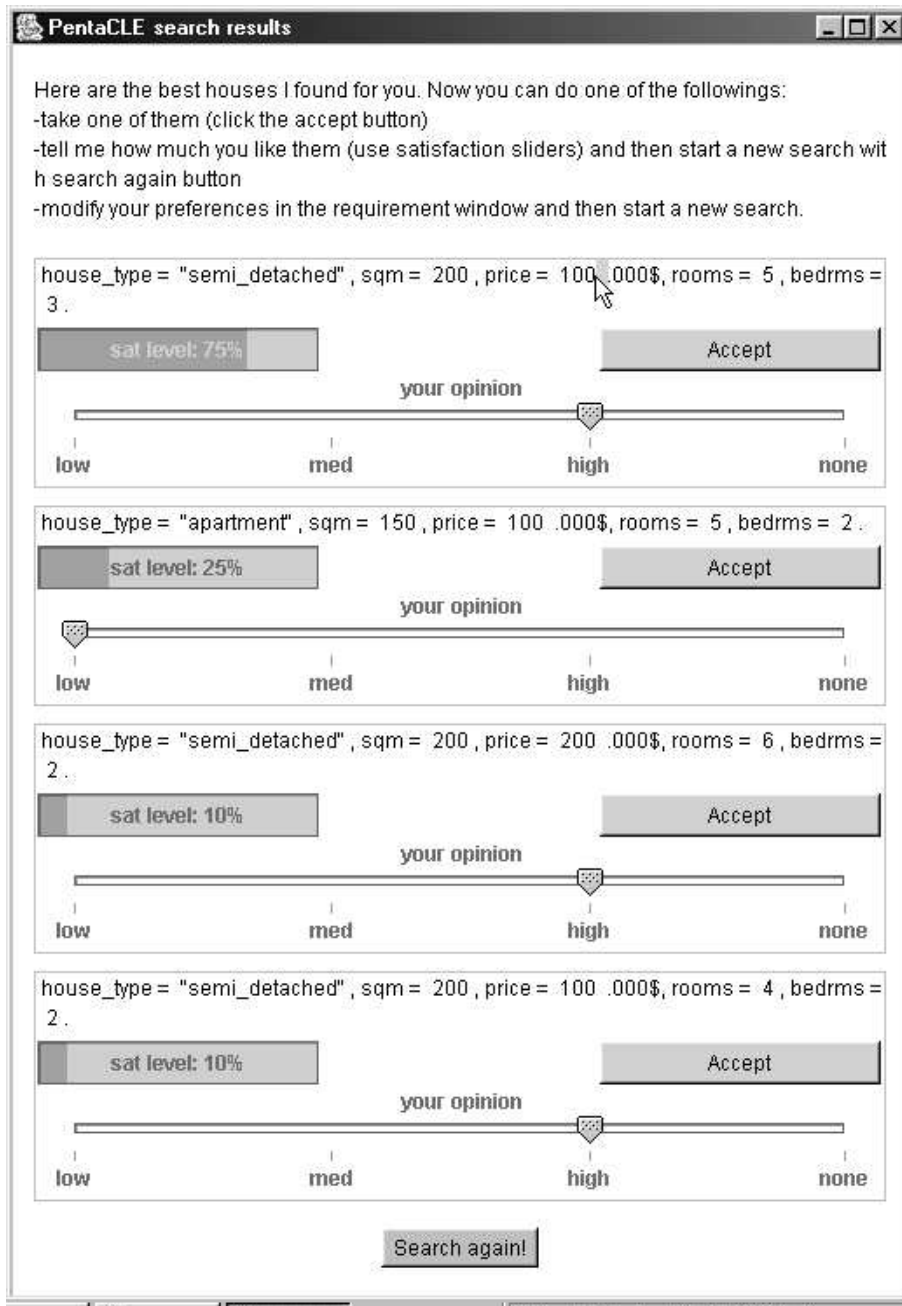 PentaCLE search results
Here are the best houses I found for you. Now you can do one of the followings:
-take one of them (click the accept button)
-tell me how much you like them (use satisfaction sliders) and then start a new search wit
h search again button
-modify your preferences in the requirement window and then start a new search.
house_type = "semi_detached" , sqm = 200 , price = 100 .000$, rooms = 5 , bedrms =
3 .
sat level: 75% Accept
your opinion
low med high none
house_type = "apartment" , sqm = 150 , price = 100 .000$, rooms = 5 , bedrms = 2 .
sat level: 25% Accept
your opinion
low med high none
house_type = "semi_detached" , sqm = 200 , price = 200 .000$, rooms = 6 , bedrms =
2 .
sat level: 10% Accept
your opinion
low med high none
house_type = "semi_detached" , sqm = 200 , price = 100 .000$, rooms = 4 , bedrms =
2 .
sat level: 10% Accept
your opinion
low med high none
Search again!